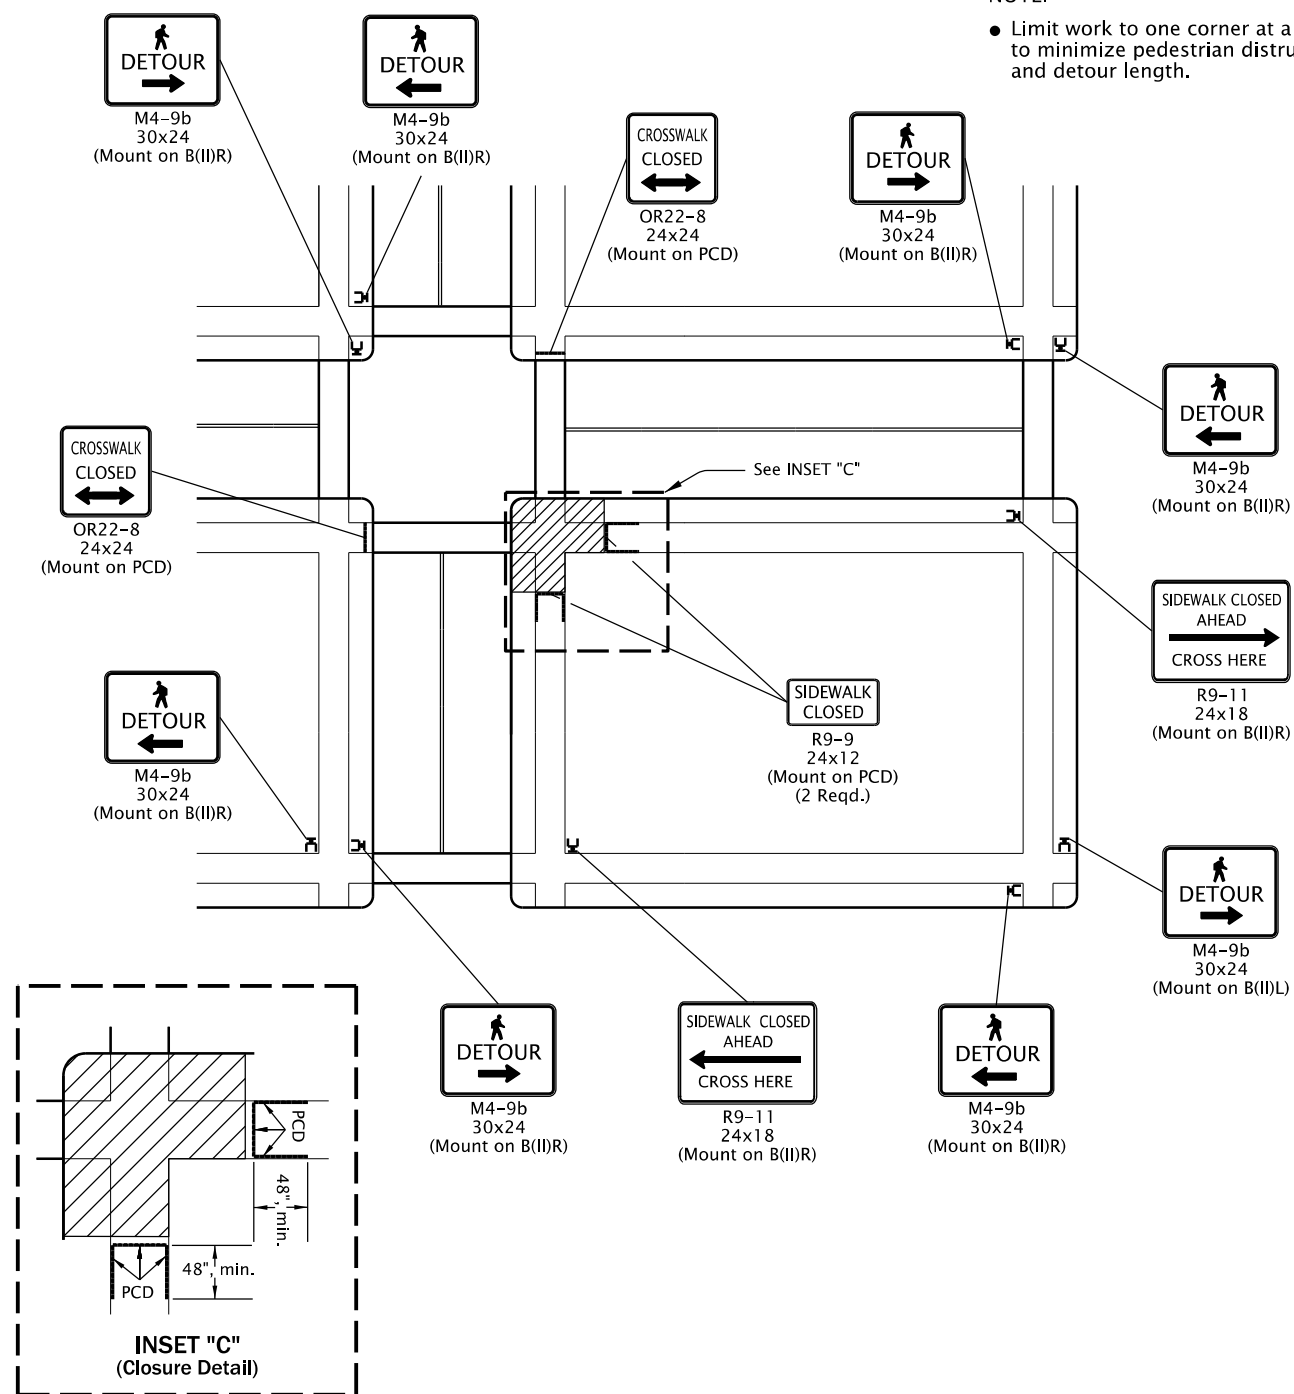 NOTE:
● Limit work to one corner at a
to minimize pedestrian
and detour length.
DETOUR
M4-9b
30x24
(Mount on B(II)R)
DETOUR
M4-9b
30x24
(Mount on B(II)R)
CROSSWALK
CLOSED
OR22-8
24x24
(Mount on PCD)
DETOUR
M4-9b
30x24
(Mount on B(II)R)
DETOUR
M4-9b
30x24
(Mount on B(II)R)
CROSSWALK
CLOSED
OR22-8
24x24
(Mount on PCD)
See INSET "C"
SIDEWALK CLOSED
AHEAD
CROSS HERE
R9-11
24x18
(Mount on B(II)R)
DETOUR
M4-9b
30x24
(Mount on B(II)R)
SIDEWALK
CLOSED
R9-9
24x12
(Mount on PCD)
(2 Reqd.)
DETOUR
M4-9b
30x24
(Mount on B(II)L)
DETOUR
M4-9b
30x24
(Mount on B(II)R)
SIDEWALK CLOSED
AHEAD
CROSS HERE
R9-11
24x18
(Mount on B(II)R)
DETOUR
M4-9b
30x24
(Mount on B(II)R)
PCD
48", min.
48", min.
PCD
INSET "C"
(Closure Detail)